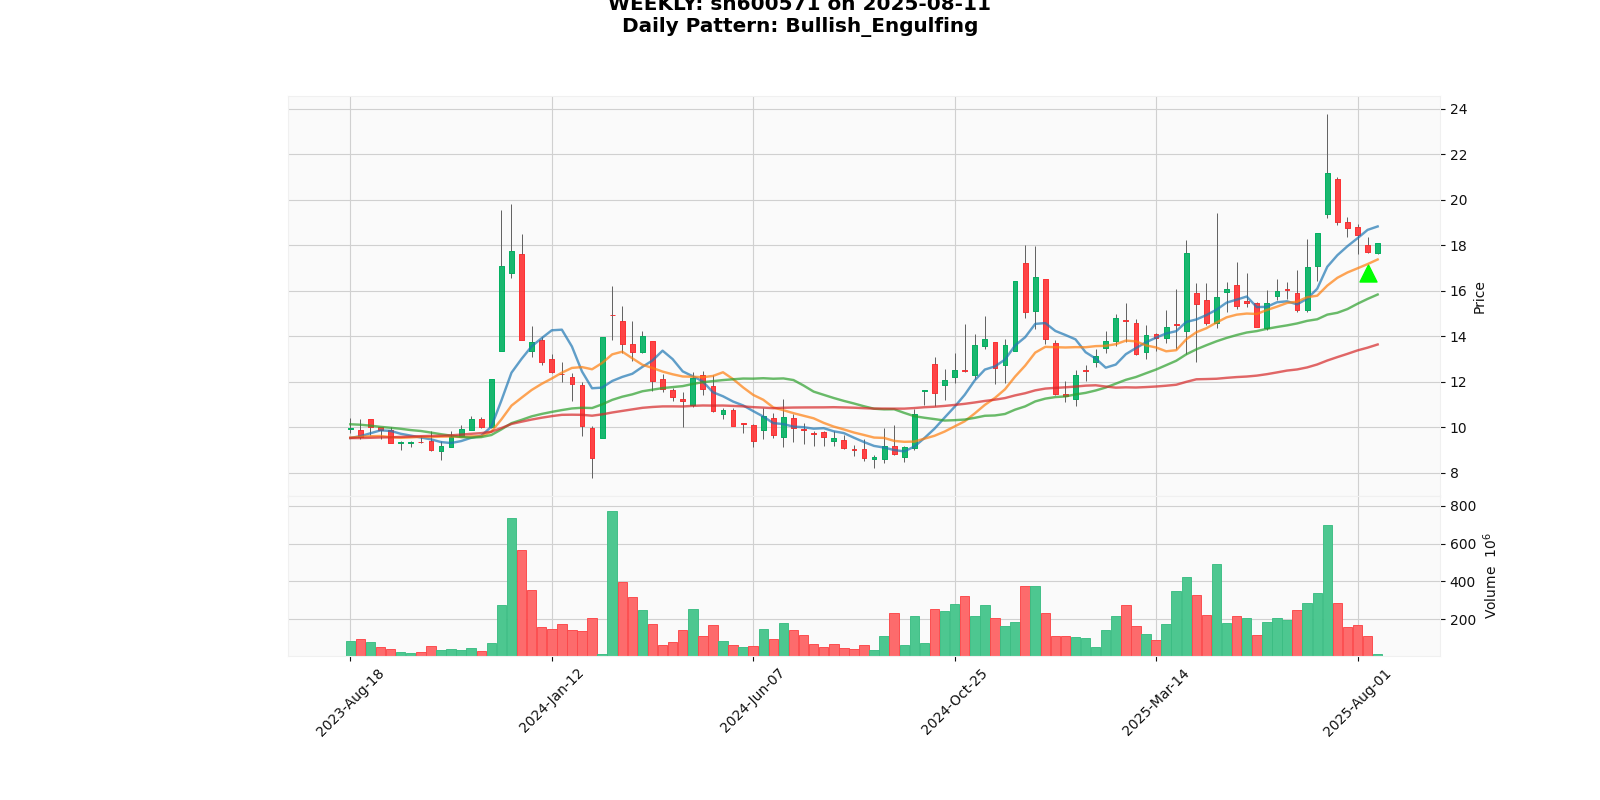 WEEKLY: sh600571 on 2025-08-11
Daily Pattern: Bullish_Engulfing
24
22
20
18
16
14
12
10
8
Price
800
600
400
200
Volume 10^6
2023-Aug-18
2024-Jan-12
2024-Jun-07
2024-Oct-25
2025-Mar-14
2025-Aug-01